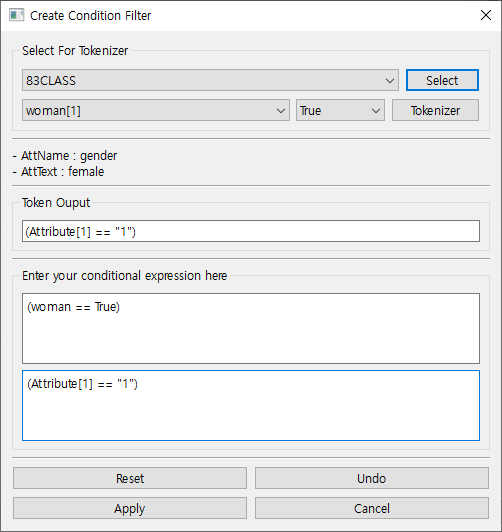 Create Condition Filter
Select For Tokenizer
83CLASS
Select
woman[1]
True
Tokenizer
- AttName : gender
- AttText : female
Token Ouput
(Attribute[1] == "1")
Enter your conditional expression here
(woman == True)
(Attribute[1] == "1")
Reset
Undo
Apply
Cancel